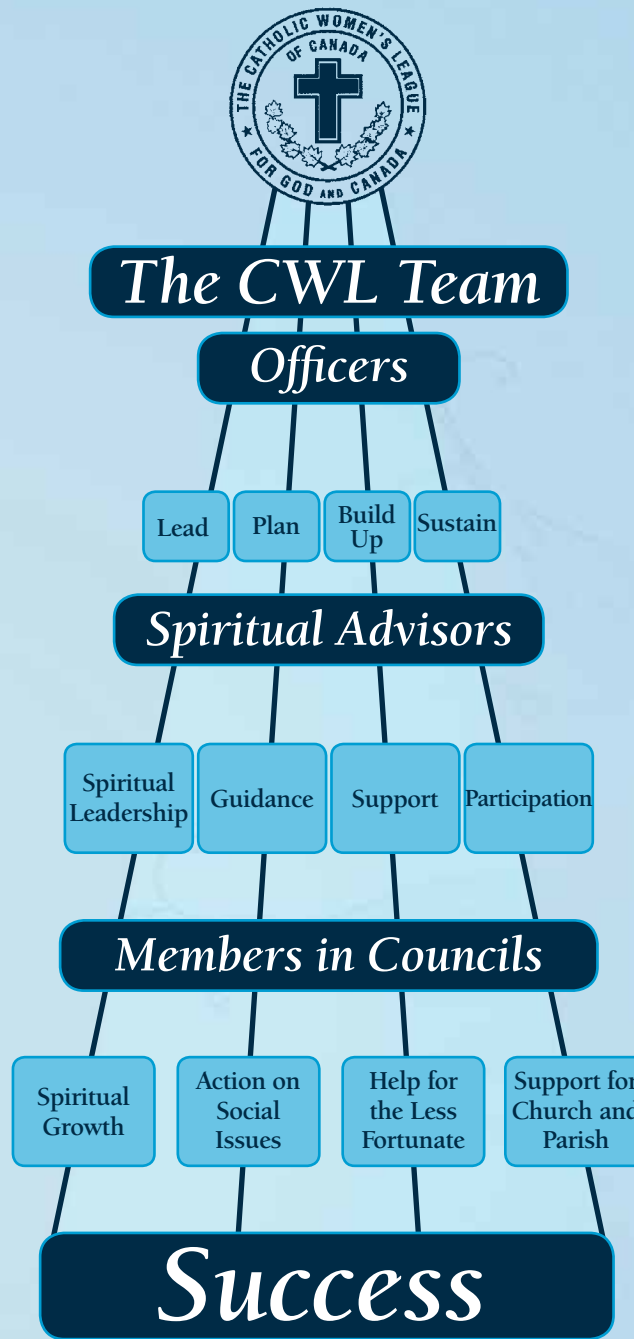 THE CATHOLIC WOMEN'S LEAGUE
OF CANADA
FOR GOD AND CANADA
The CWL Team
Officers
Lead
Plan
Build
Up
Sustain
Spiritual Advisors
Spiritual
Leadership
Guidance
Support
Participation
Members in Councils
Spiritual
Growth
Action on
Social
Issues
Help for
the Less
Fortunate
Support for
Church and
Parish
Success